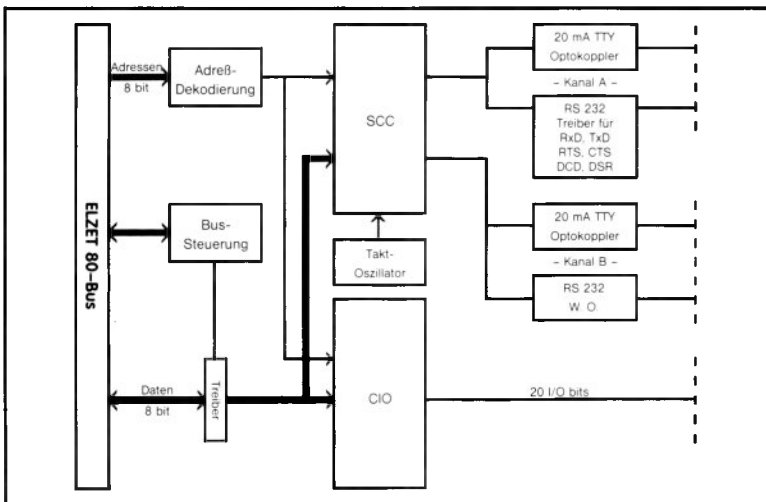 ELZET 80-Bus
Adressen
8 bit
Adreß-
Dekodierung
Bus-
Steuerung
Daten
8 bit
Treiber
SCC
Takt-
Oszillator
CIO
20 mA TTY
Optokoppler
– Kanal A –
RS 232
Treiber für
RxD, TxD
RTS, CTS
DCD, DSR
20 mA TTY
Optokoppler
– Kanal B –
RS 232
W. O.
20 I/O bits